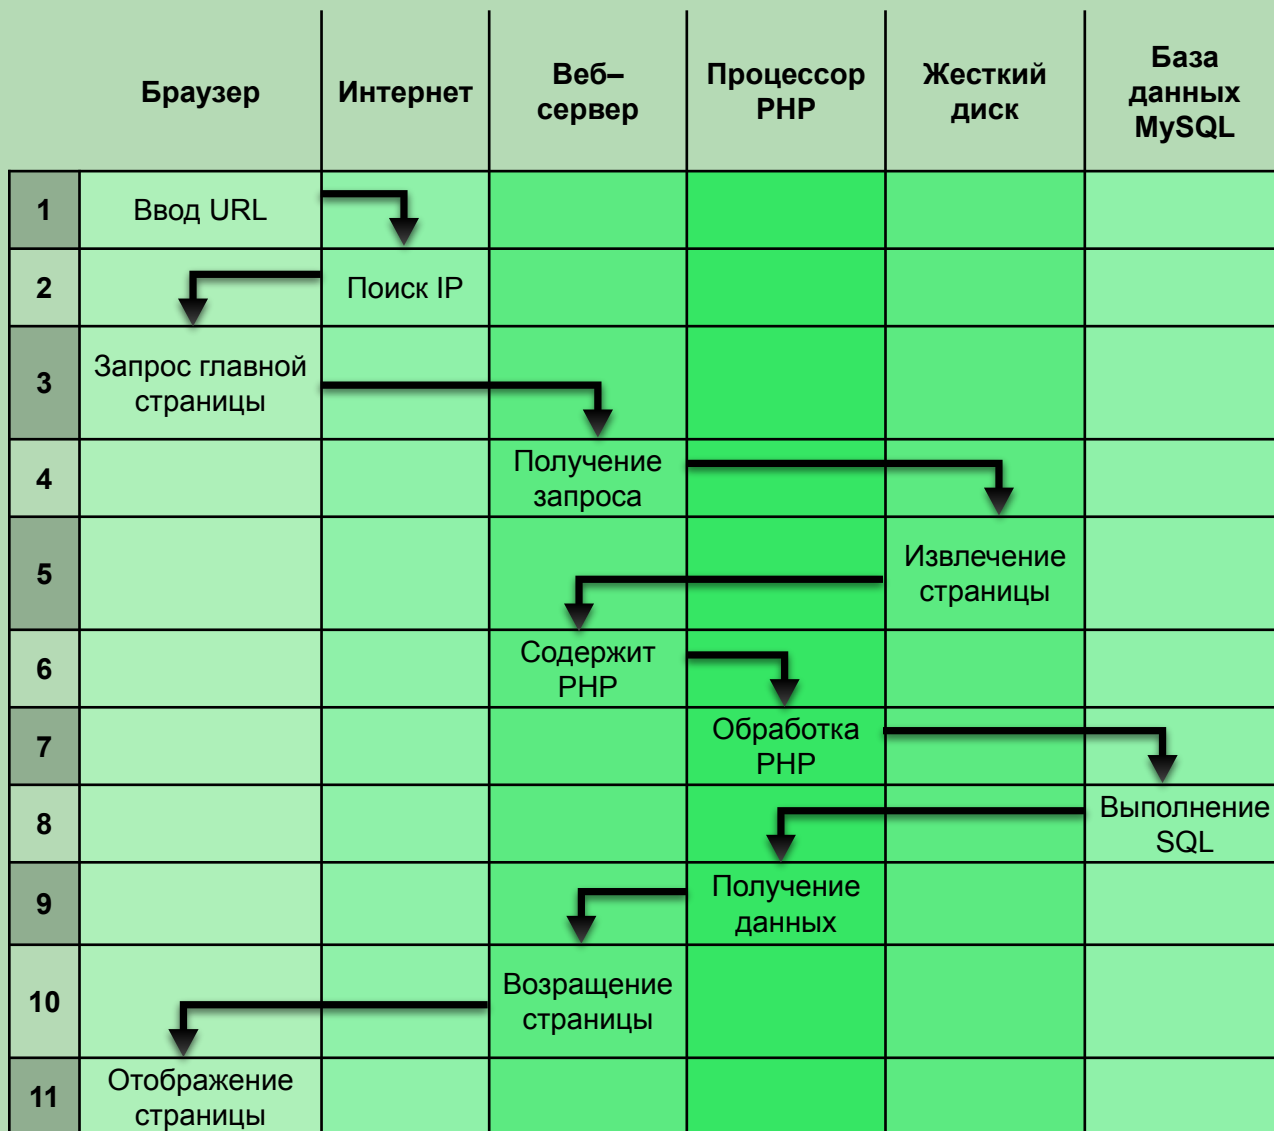 Браузер
Интернет
Веб–
сервер
Процессор
PHP
Жесткий
диск
База
данных
MySQL
1
Ввод URL
2
Поиск IP
3
Запрос главной
страницы
4
Получение
запроса
5
Извлечение
страницы
6
Содержит
PHP
7
Обработка
PHP
8
Выполнение
SQL
9
Получение
данных
10
Возращение
страницы
11
Отображение
страницы